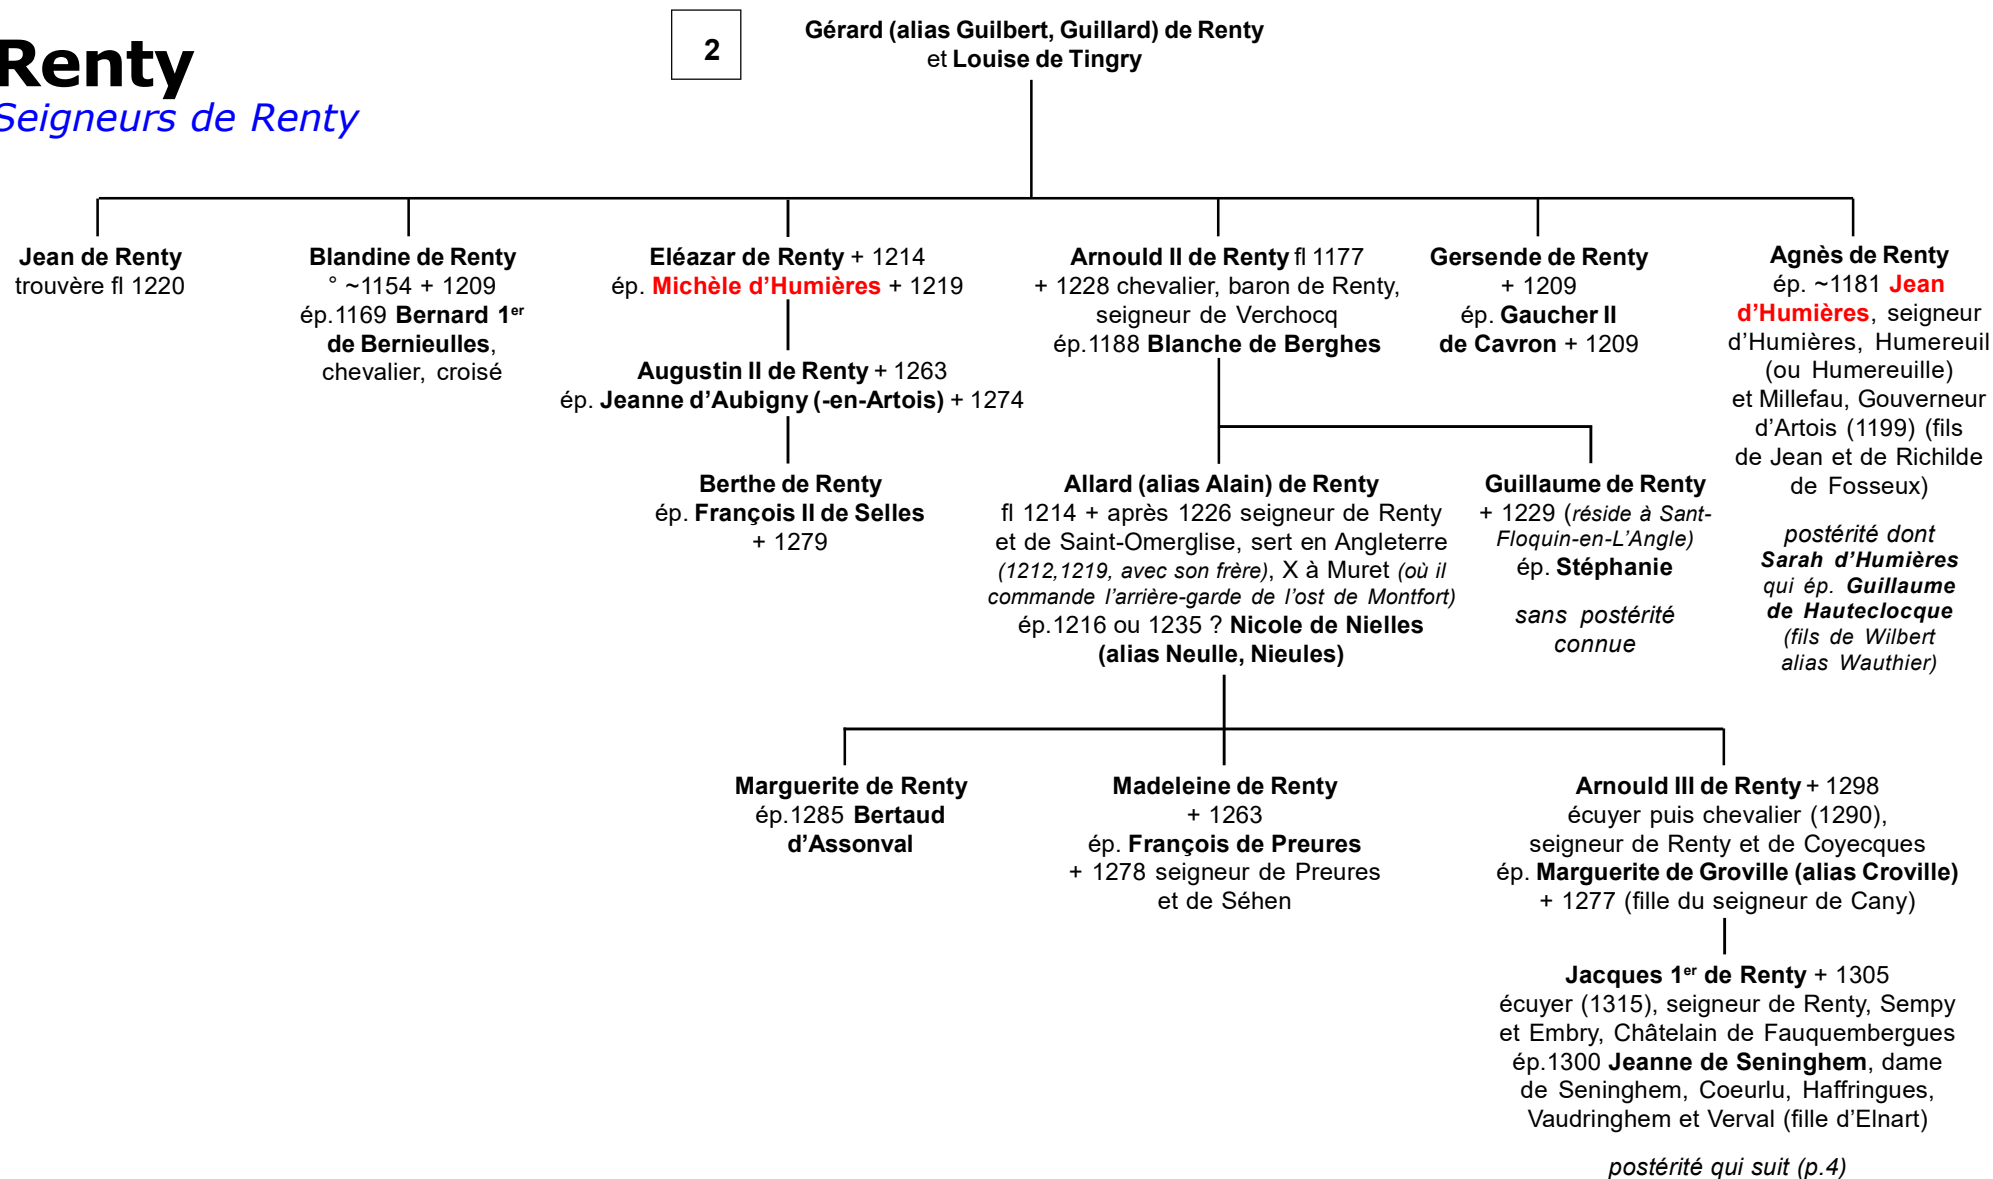 Renty
Seigneurs de Renty
2
Gérard (alias Guilbert, Guillard) de Renty
et Louise de Tingry
Jean de Renty
trouvère fl 1220
Blandine de Renty
° ~1154 + 1209
ép.1169 Bernard 1er
de Bernieulles,
chevalier, croisé
Eléazar de Renty + 1214
ép. Michèle d'Humières + 1219
Augustin II de Renty + 1263
ép. Jeanne d'Aubigny (-en-Artois) + 1274
Berthe de Renty
ép. François II de Selles
+ 1279
Arnould II de Renty fl 1177
+ 1228 chevalier, baron de Renty,
seigneur de Verchocq
ép.1188 Blanche de Berghes
Gersende de Renty
+ 1209
ép. Gaucher II
de Cavron + 1209
Agnès de Renty
ép. ~1181 Jean
d'Humières, seigneur
d'Humières, Humereuil
(ou Humereuille)
et Millefau, Gouverneur
d'Artois (1199) (fils
de Jean et de Richilde
de Fosseux)
postérité dont
Sarah d'Humières
qui ép. Guillaume
de Hauteclocque
(fils de Wilbert
alias Wauthier)
Allard (alias Alain) de Renty
fl 1214 + après 1226 seigneur de Renty
et de Saint-Omerglise, sert en Angleterre
(1212,1219, avec son frère), X à Muret (où il
commande l'arrière-garde de l'ost de Montfort)
ép.1216 ou 1235 ? Nicole de Nielles
(alias Neulle, Nieules)
Guillaume de Renty
+ 1229 (réside à Sant-
Floquin-en-L'Angle)
ép. Stéphanie
sans postérité
connue
Marguerite de Renty
ép.1285 Bertaud
d'Assonval
Madeleine de Renty
+ 1263
ép. François de Preures
+ 1278 seigneur de Preures
et de Séhen
Arnould III de Renty + 1298
écuyer puis chevalier (1290),
seigneur de Renty et de Coyecques
ép. Marguerite de Groville (alias Croville)
+ 1277 (fille du seigneur de Cany)
Jacques 1er de Renty + 1305
écuyer (1315), seigneur de Renty, Sempy
et Embry, Châtelain de Fauquembergues
ép.1300 Jeanne de Seninghem, dame
de Seninghem, Coeurlu, Haffringues,
Vaudringhem et Verval (fille d'Elnart)
postérité qui suit (p.4)